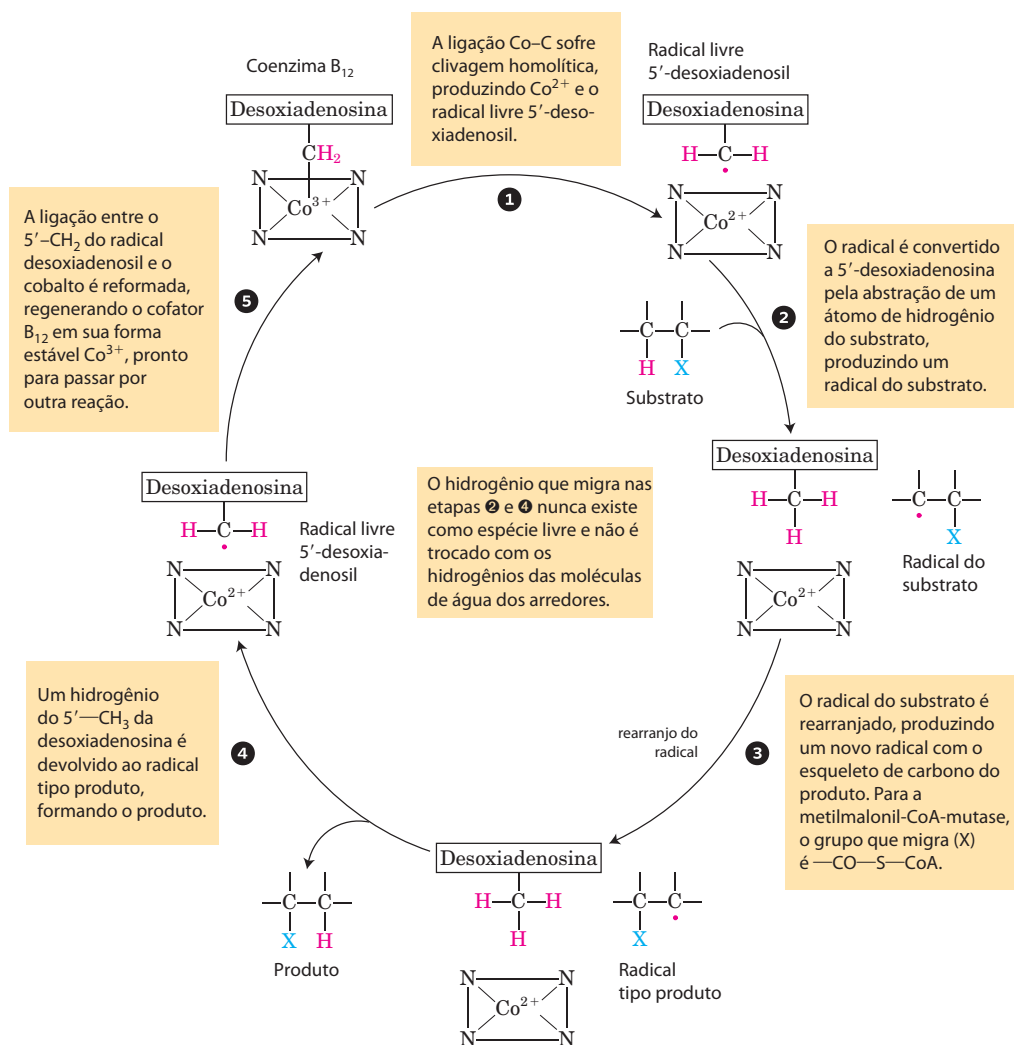 Coenzima B12
Desoxiadenosina
CH2
N N
Co3+
N N
A ligação Co–C sofre
clivagem homolítica,
produzindo Co2+ e o
radical livre 5′-deso-
xiadenosil.
1
Radical livre
5′-desoxiadenosil
Desoxiadenosina
H—C—H
•
N N
Co2+
N N
O radical é convertido
a 5′-desoxiadenosina
pela abstração de um
átomo de hidrogênio
do substrato,
produzindo um
radical do substrato.
2
C—C
H X
Substrato
Desoxiadenosina
H—C—H
H
N N
Co2+
N N
C—C
•
X
Radical do
substrato
O radical do substrato é
rearranjado, produzindo
um novo radical com o
esqueleto de carbono do
produto. Para a
metilmalonil-CoA-mutase,
o grupo que migra (X)
é —CO—S—CoA.
3
rearranjo do
radical
Desoxiadenosina
H—C—H
H
N N
Co2+
N N
C—C
•
X
Radical
tipo produto
Um hidrogênio
do 5′—CH3 da
desoxiadenosina é
devolvido ao radical
tipo produto,
formando o produto.
4
C—C
X H
Produto
Desoxiadenosina
H—C—H
•
Radical livre
5′-desoxia-
denosil
N N
Co2+
N N
A ligação entre o
5′–CH2 do radical
desoxiadenosil e o
cobalto é reformada,
regenerando o cofator
B12 em sua forma
estável Co3+, pronto
para passar por
outra reação.
5
O hidrogênio que migra nas
etapas 2 e 4 nunca existe
como espécie livre e não é
trocado com os
hidrogênios das moléculas
de água dos arredores.